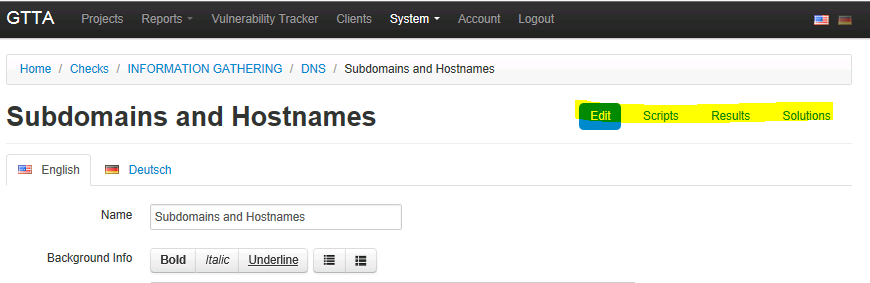 GTTA Projects Reports Vulnerability Tracker Clients System Account Logout
Home / Checks / INFORMATION GATHERING / DNS / Subdomains and Hostnames
Subdomains and Hostnames Edit Scripts Results Solutions
English Deutsch
Name Subdomains and Hostnames
Background Info Bold Italic Underline